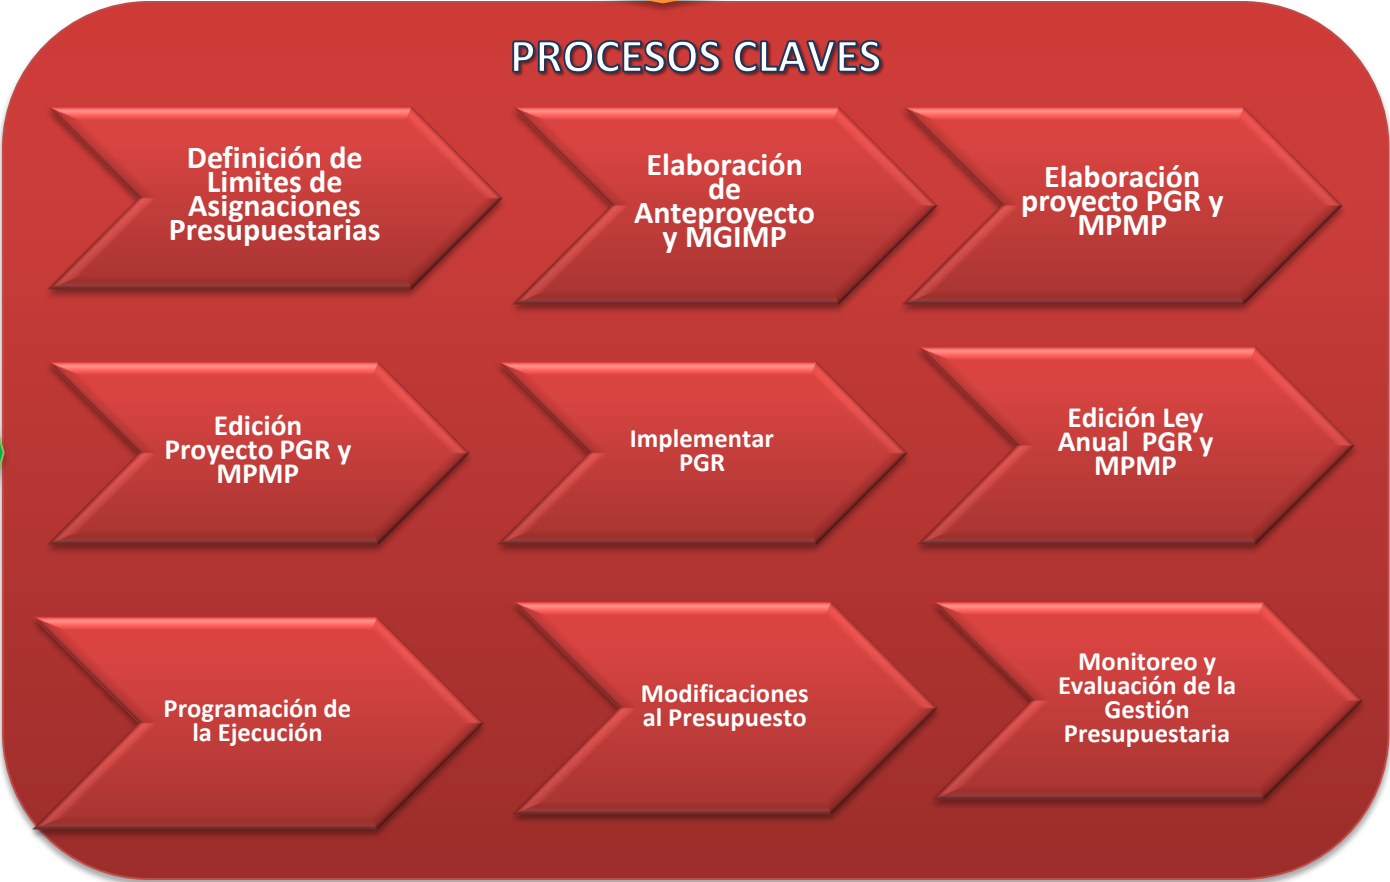 PROCESOS CLAVES
Definición de
Limites de
Asignaciones
Presupuestarias
Elaboración
de
Anteproyecto
y MGIMP
Elaboración
proyecto PGR y
MPMP
Edición
Proyecto PGR y
MPMP
Implementar
PGR
Edición Ley
Anual  PGR y
MPMP
Programación de
la Ejecución
Modificaciones
al Presupuesto
Monitoreo y
Evaluación de la
Gestión
Presupuestaria